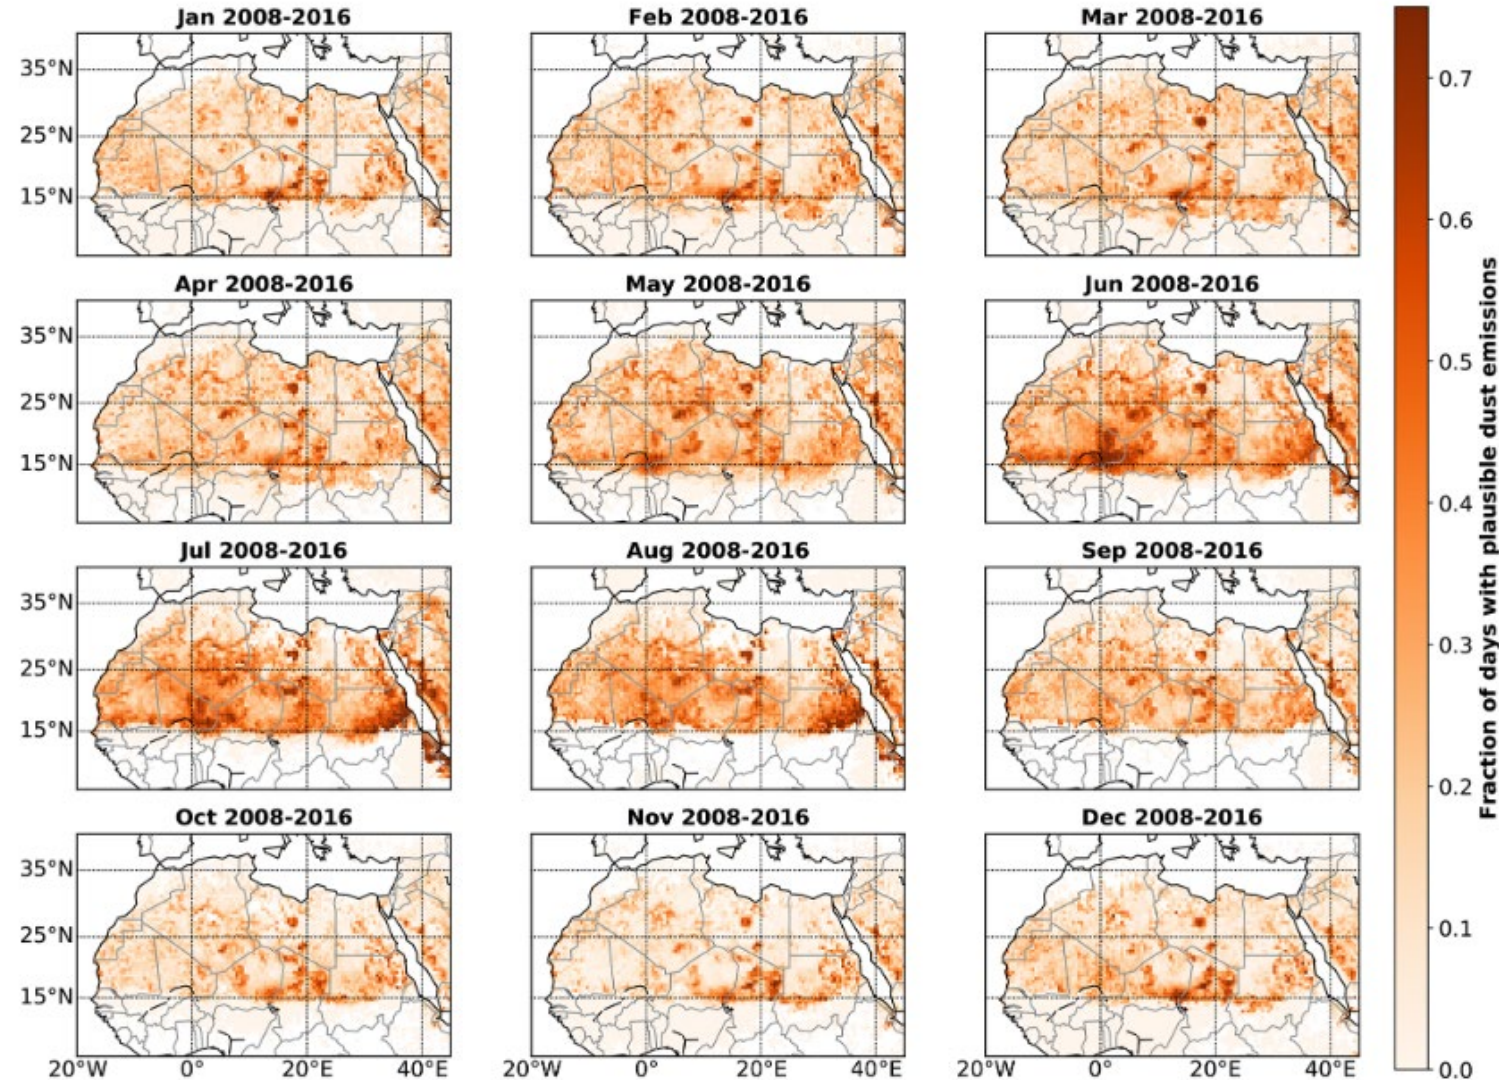 Jan 2008-2016
Feb 2008-2016
Mar 2008-2016
35°N
25°N
15°N
Apr 2008-2016
May 2008-2016
Jun 2008-2016
35°N
25°N
15°N
Jul 2008-2016
Aug 2008-2016
Sep 2008-2016
35°N
25°N
15°N
Oct 2008-2016
Nov 2008-2016
Dec 2008-2016
35°N
25°N
15°N
20°W 0° 20°E 40°E
20°W 0° 20°E 40°E
20°W 0° 20°E 40°E
0.7
0.6
0.5
0.4
0.3
0.2
0.1
0.0
Fraction of days with plausible dust emissions